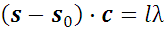 (𝒔 − 𝒔₀) · 𝒄 = 𝑙λ